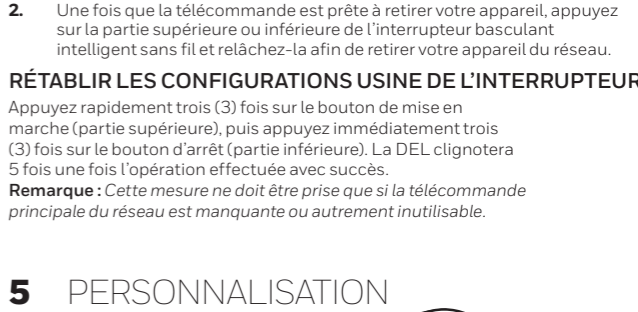 2. Une fois que la télécommande est prête à retirer votre appareil, appuyez
sur la partie supérieure ou inférieure de l'interrupteur basculant
intelligent sans fil et relâchez-la afin de retirer votre appareil du réseau.
RÉTABLIR LES CONFIGURATIONS USINE DE L'INTERRUPTEUR
Appuyez rapidement trois (3) fois sur le bouton de mise en
marche (partie supérieure), puis appuyez immédiatement trois
(3) fois sur le bouton d'arrêt (partie inférieure). La DEL clignotera
5 fois une fois l'opération effectuée avec succès.
Remarque : Cette mesure ne doit être prise que si la télécommande
principale du réseau est manquante ou autrement inutilisable.
5 PERSONNALISATION